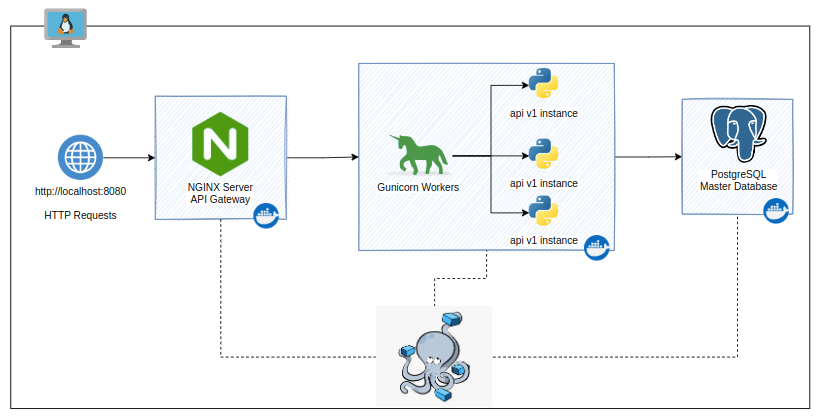 http://localhost:8080
HTTP Requests
NGINX Server
API Gateway
Gunicorn Workers
api v1 instance
api v1 instance
api v1 instance
PostgreSQL
Master Database